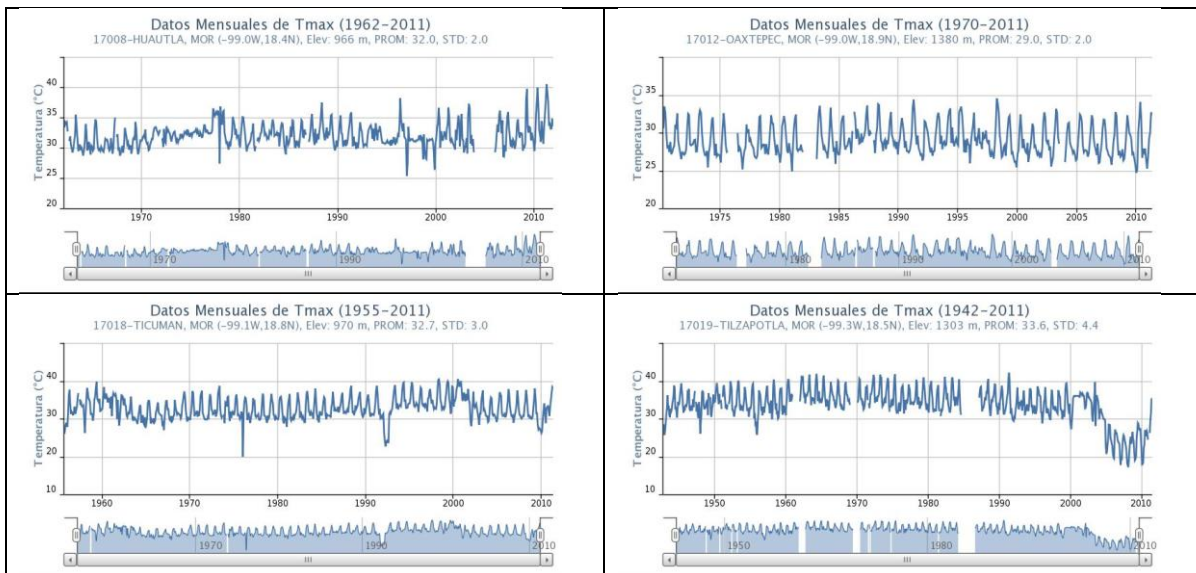 Datos Mensuales de Tmax (1962-2011)
17008-HUAUTLA, MOR (-99.0W,18.4N), Elev: 966 m, PROM: 32.0, STD: 2.0
Temperatura (°C)
40
35
30
25
20
1970 1980 1990 2000 2010
1970 1990 2010
Datos Mensuales de Tmax (1970-2011)
17012-OAXTEPEC, MOR (-99.0W,18.9N), Elev: 1380 m, PROM: 29.0, STD: 2.0
Temperatura (°C)
40
35
30
25
20
1975 1980 1985 1990 1995 2000 2005 2010
1980 1990 2000 2010
Datos Mensuales de Tmax (1955-2011)
17018-TICUMAN, MOR (-99.1W,18.8N), Elev: 970 m, PROM: 32.7, STD: 3.0
Temperatura (°C)
50
40
30
20
10
1960 1970 1980 1990 2000 2010
1970 1990 2010
Datos Mensuales de Tmax (1942-2011)
17019-TILZAPOTLA, MOR (-99.3W,18.5N), Elev: 1303 m, PROM: 33.6, STD: 4.4
Temperatura (°C)
50
40
30
20
10
1950 1960 1970 1980 1990 2000 2010
1950 1980 2010